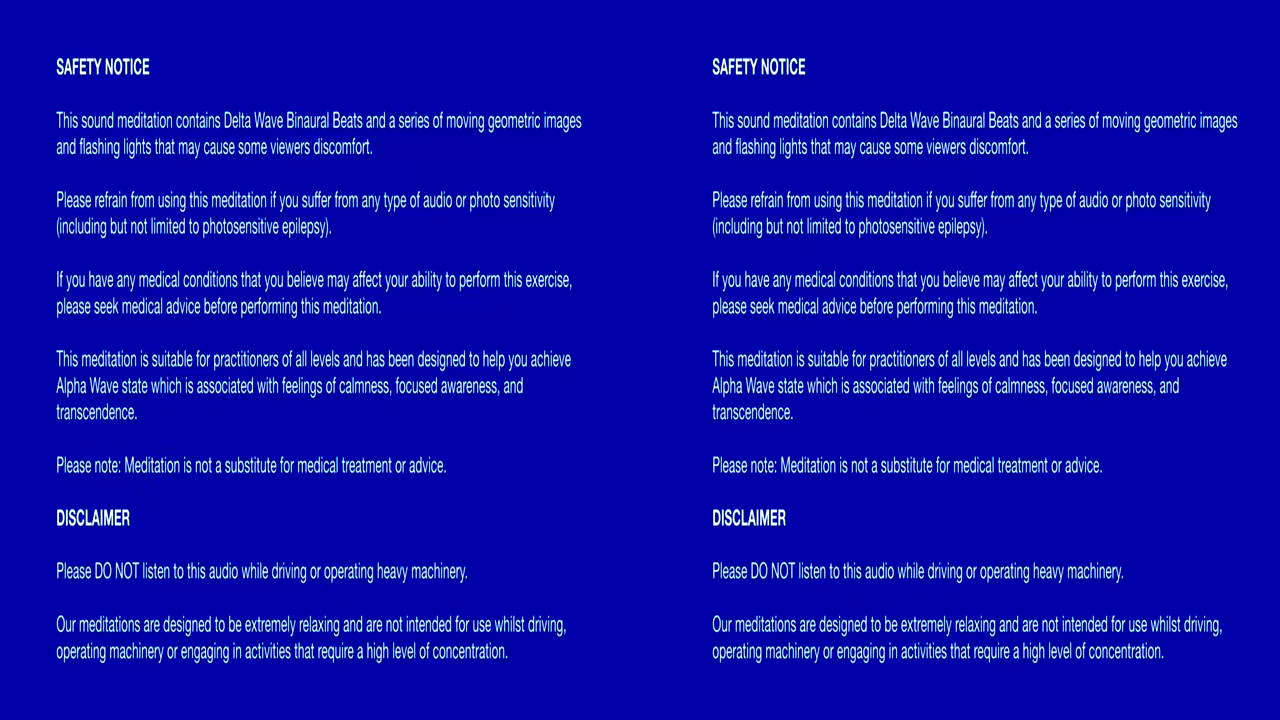 SAFETY NOTICE
This sound meditation contains Delta Wave Binaural Beats and a series of moving geometric images
and flashing lights that may cause some viewers discomfort.
Please refrain from using this meditation if you suffer from any type of audio or photo sensitivity
(including but not limited to photosensitive epilepsy).
If you have any medical conditions that you believe may affect your ability to perform this exercise,
please seek medical advice before performing this meditation.
This meditation is suitable for practitioners of all levels and has been designed to help you achieve
Alpha Wave state which is associated with feelings of calmness, focused awareness, and
transcendence.
Please note: Meditation is not a substitute for medical treatment or advice.
DISCLAIMER
Please DO NOT listen to this audio while driving or operating heavy machinery.
Our meditations are designed to be extremely relaxing and are not intended for use whilst driving,
operating machinery or engaging in activities that require a high level of concentration.
SAFETY NOTICE
This sound meditation contains Delta Wave Binaural Beats and a series of moving geometric images
and flashing lights that may cause some viewers discomfort.
Please refrain from using this meditation if you suffer from any type of audio or photo sensitivity
(including but not limited to photosensitive epilepsy).
If you have any medical conditions that you believe may affect your ability to perform this exercise,
please seek medical advice before performing this meditation.
This meditation is suitable for practitioners of all levels and has been designed to help you achieve
Alpha Wave state which is associated with feelings of calmness, focused awareness, and
transcendence.
Please note: Meditation is not a substitute for medical treatment or advice.
DISCLAIMER
Please DO NOT listen to this audio while driving or operating heavy machinery.
Our meditations are designed to be extremely relaxing and are not intended for use whilst driving,
operating machinery or engaging in activities that require a high level of concentration.